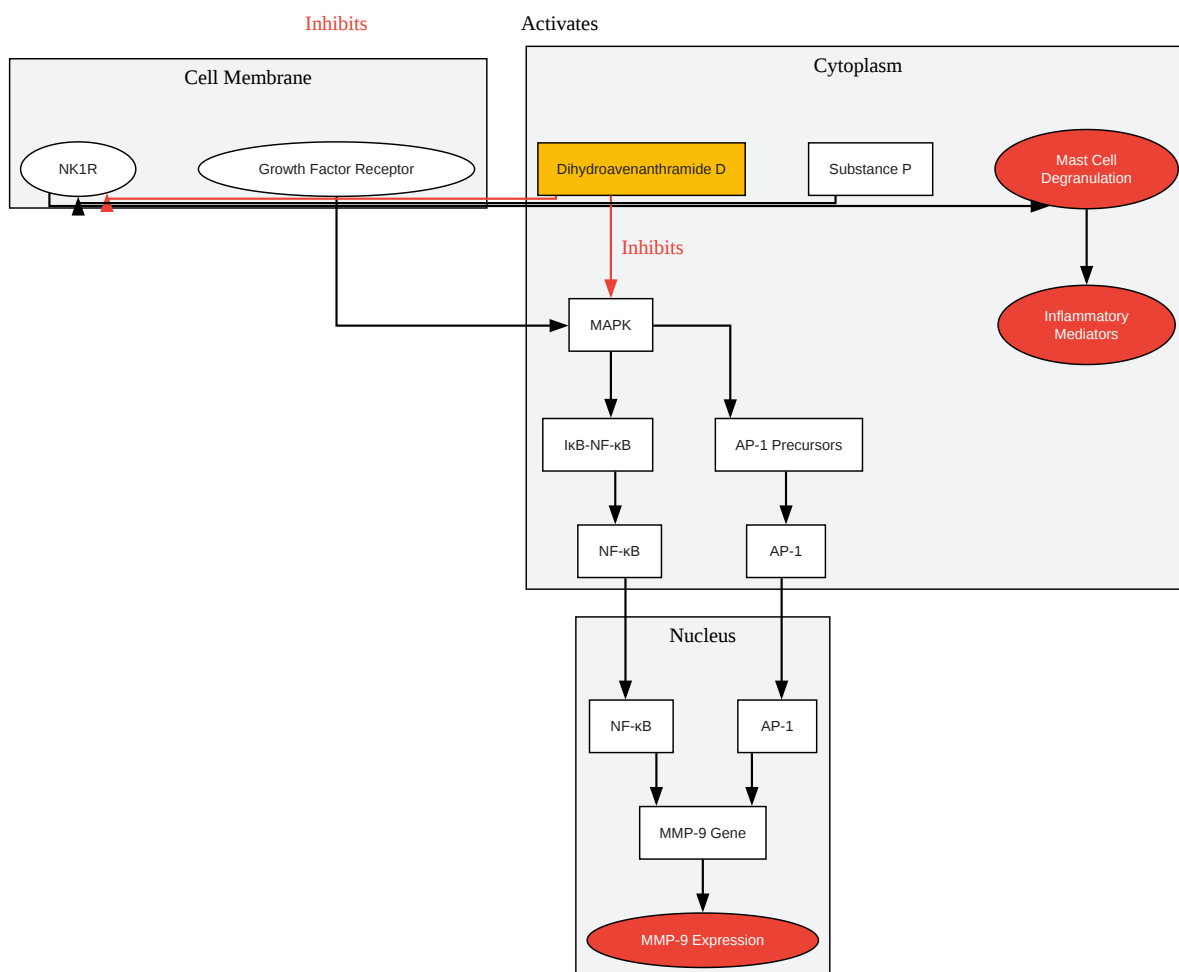 Inhibits
Activates
Cell Membrane
Cytoplasm
NK1R
Growth Factor Receptor
Dihydroavenanthramide D
Substance P
Mast Cell
Degranulation
Inhibits
MAPK
Inflammatory
Mediators
IκB-NF-κB
AP-1 Precursors
NF-κB
AP-1
Nucleus
NF-κB
AP-1
MMP-9 Gene
MMP-9 Expression